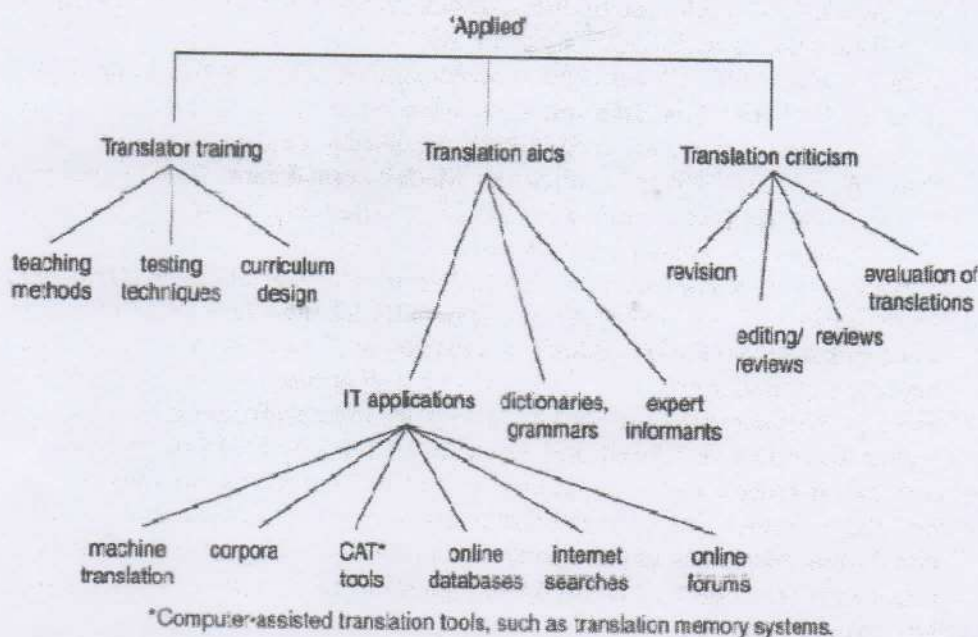 'Applied'
Translator training Translation aics Translation criticism
teaching methods
testing techniques
curriculum design
revision
editing/ reviews
reviews
evaluation of translations
IT applications
dictionaries, grammars
expert informants
machine translation
corpora
CAT* tools
online databases
internet searches
online forums
*Computer-assisted translation tools, such as translation memory systems.